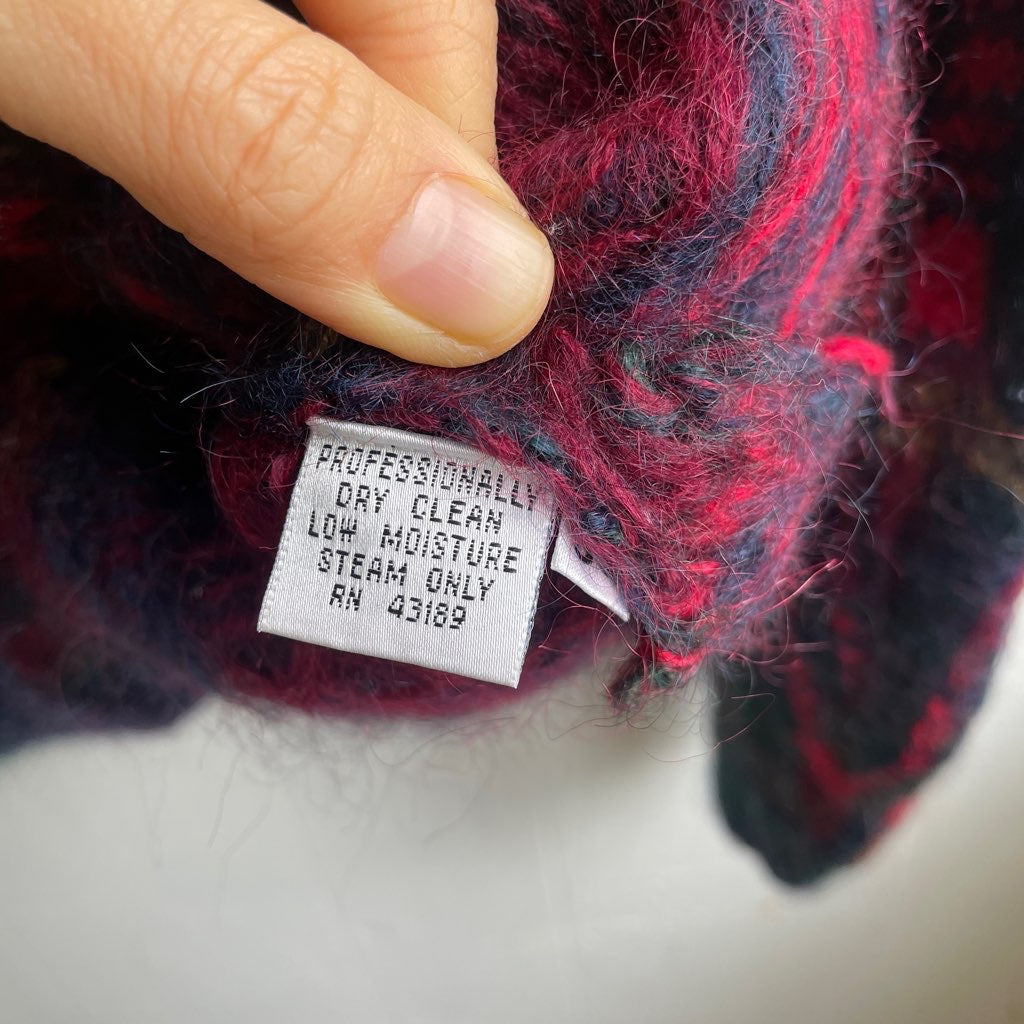 PROFESSIONALLY
DRY CLEAN
LOW MOISTURE
STEAM ONLY
RN 43189